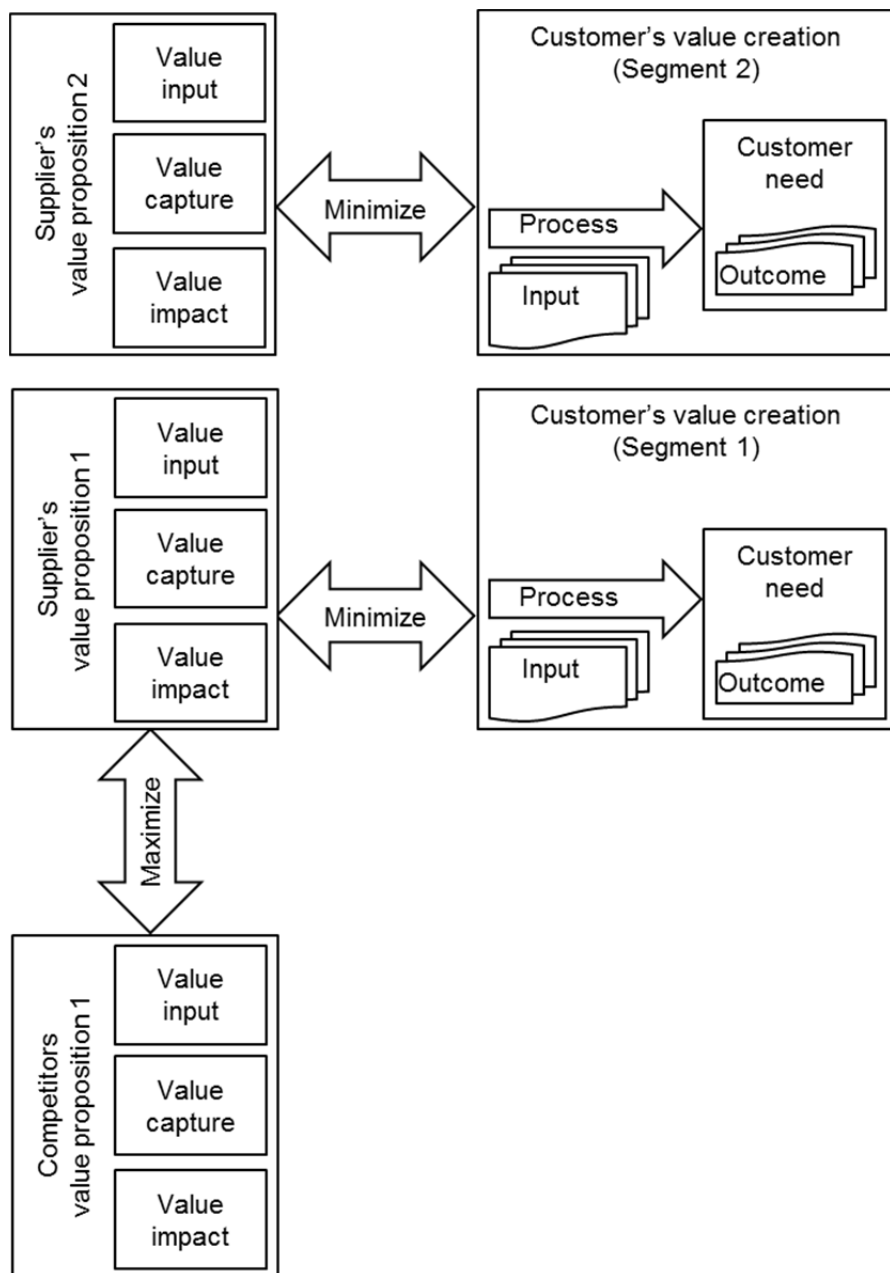 Supplier's
value proposition 2
Value
input
Value
capture
Value
impact
Minimize
Customer's value creation
(Segment 2)
Process
Input
Customer
need
Outcome
Supplier's
value proposition 1
Value
input
Value
capture
Value
impact
Minimize
Customer's value creation
(Segment 1)
Process
Input
Customer
need
Outcome
Maximize
Competitors
value proposition 1
Value
input
Value
capture
Value
impact